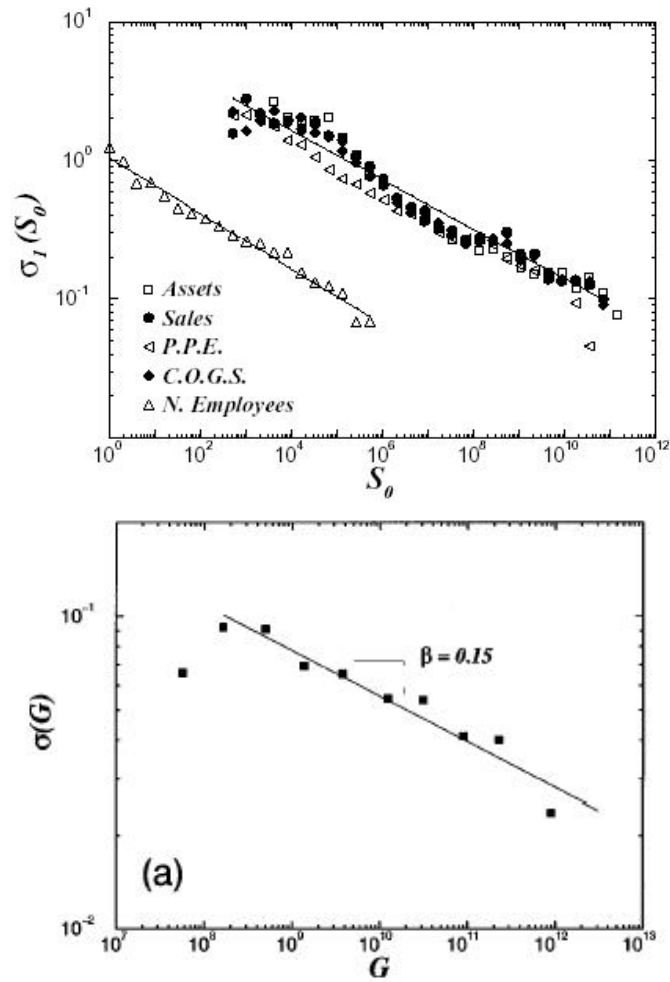 10^1
10^0
10^-1
σ_1(S_0)
Assets
Sales
P.P.E.
C.O.G.S.
N. Employees
10^0 10^2 10^4 10^6 10^8 10^10 10^12
S_0
10^-1
β = 0.15
σ(G)
(a)
10^-2
10^7 10^8 10^9 10^10 10^11 10^12 10^13
G